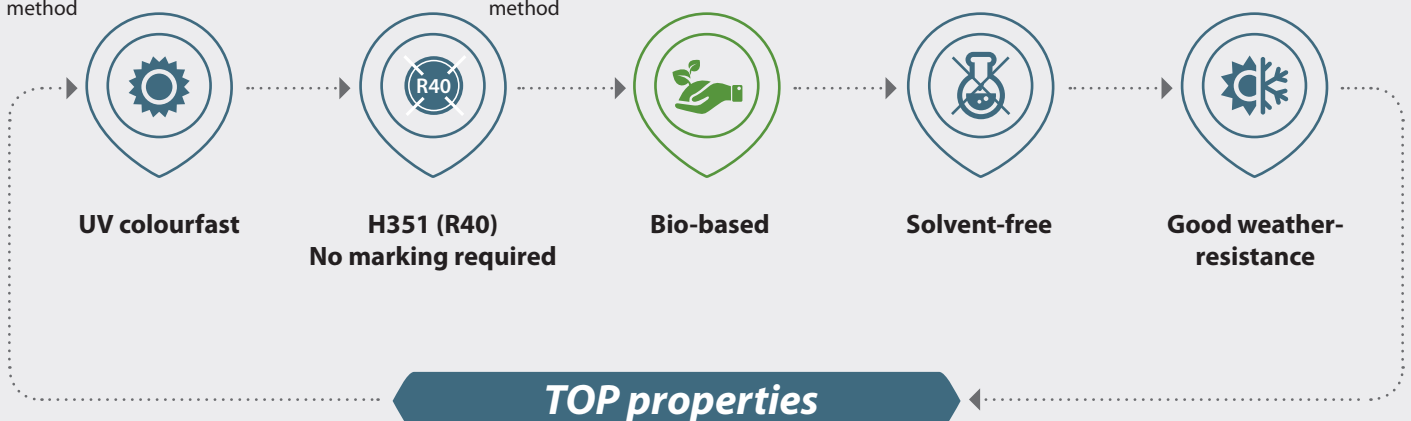 method
method
R40
UV colourfast
H351 (R40)
No marking required
Bio-based
Solvent-free
Good weather-
resistance
TOP properties